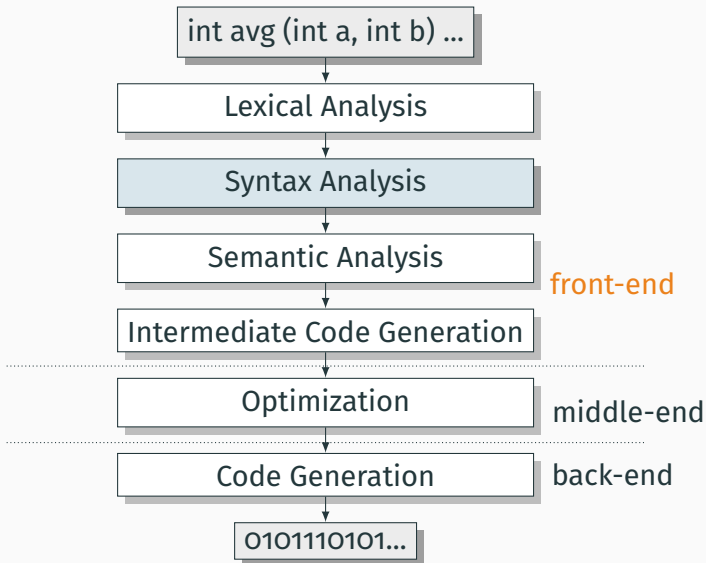 int avg (int a, int b) ...
Lexical Analysis
Syntax Analysis
Semantic Analysis
front-end
Intermediate Code Generation
Optimization
middle-end
Code Generation
back-end
0101110101...